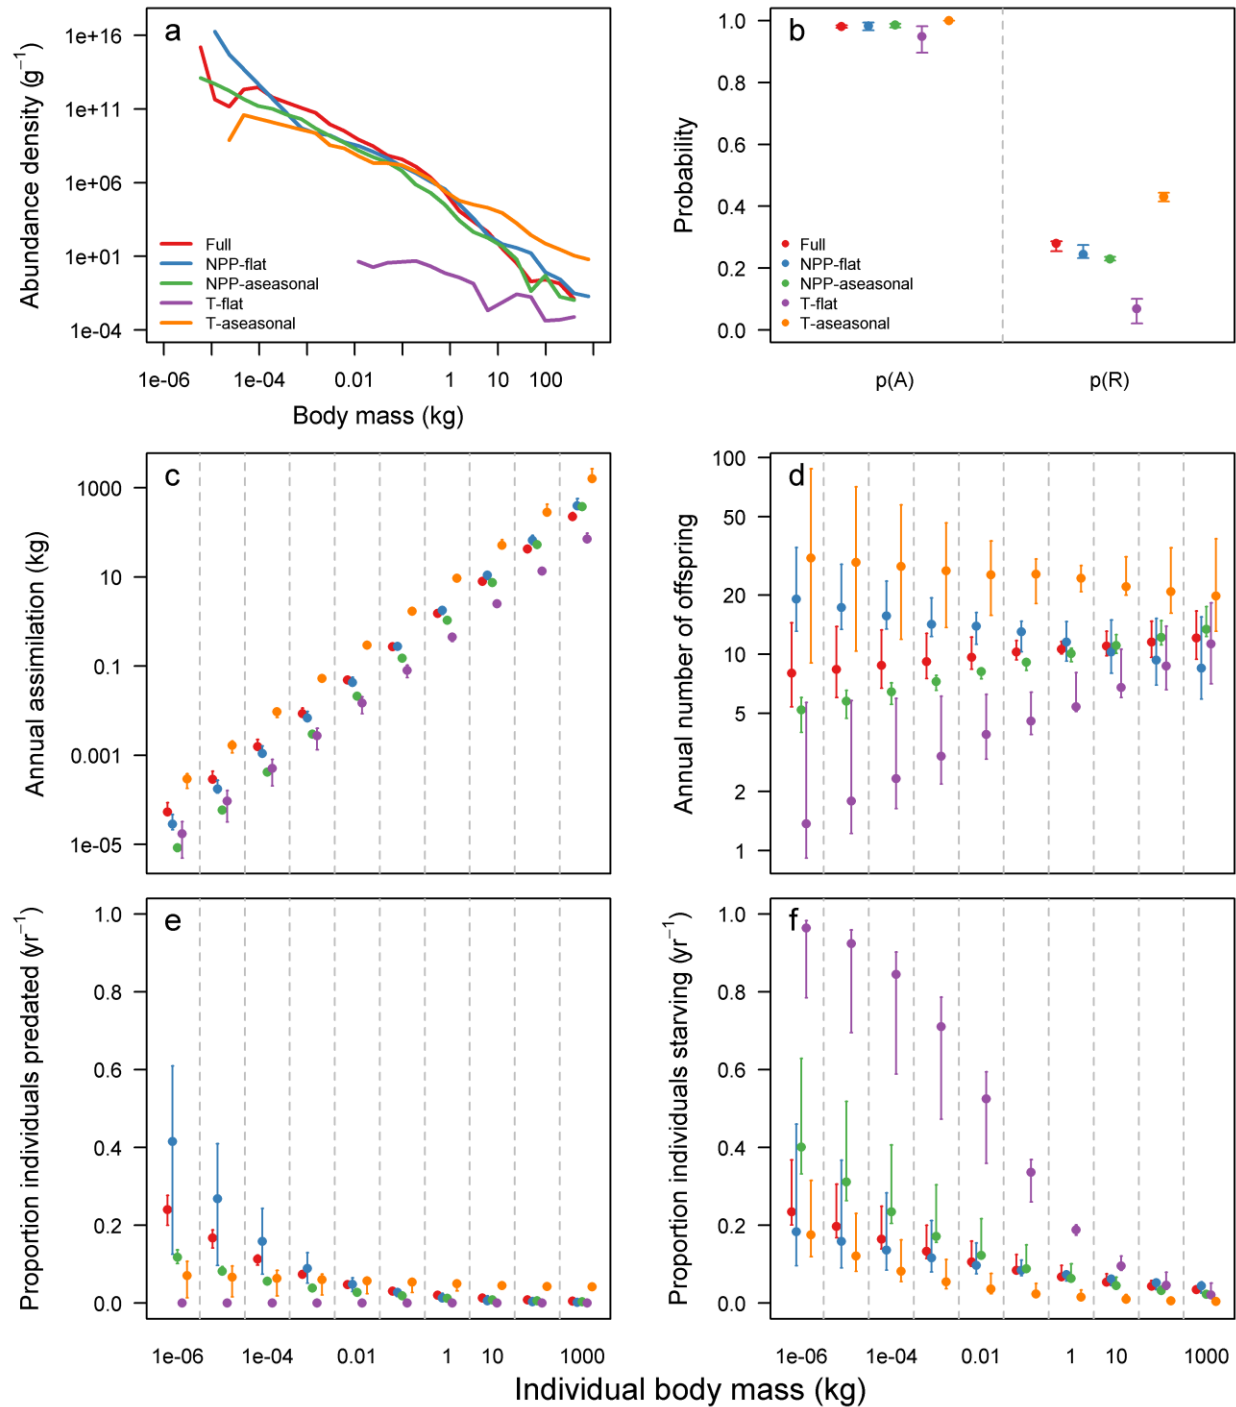 a
Abundance density (g⁻¹)
1e+16
1e+11
1e+06
1e+01
1e-04
Full
NPP-flat
NPP-aseasonal
T-flat
T-aseasonal
1e-06
1e-04
0.01
1
100
Body mass (kg)
b
Probability
1.0
0.8
0.6
0.4
0.2
0.0
Full
NPP-flat
NPP-aseasonal
T-flat
T-aseasonal
p(A)
p(R)
c
Annual assimilation (kg)
1000
10
0.1
0.001
1e-05
d
Annual number of offspring
100
50
20
10
5
2
1
e
Proportion individuals predated (yr⁻¹)
1.0
0.8
0.6
0.4
0.2
0.0
1e-06
1e-04
0.01
1
10
1000
f
Proportion individuals starving (yr⁻¹)
1.0
0.8
0.6
0.4
0.2
0.0
1e-06
1e-04
0.01
1
10
1000
Individual body mass (kg)